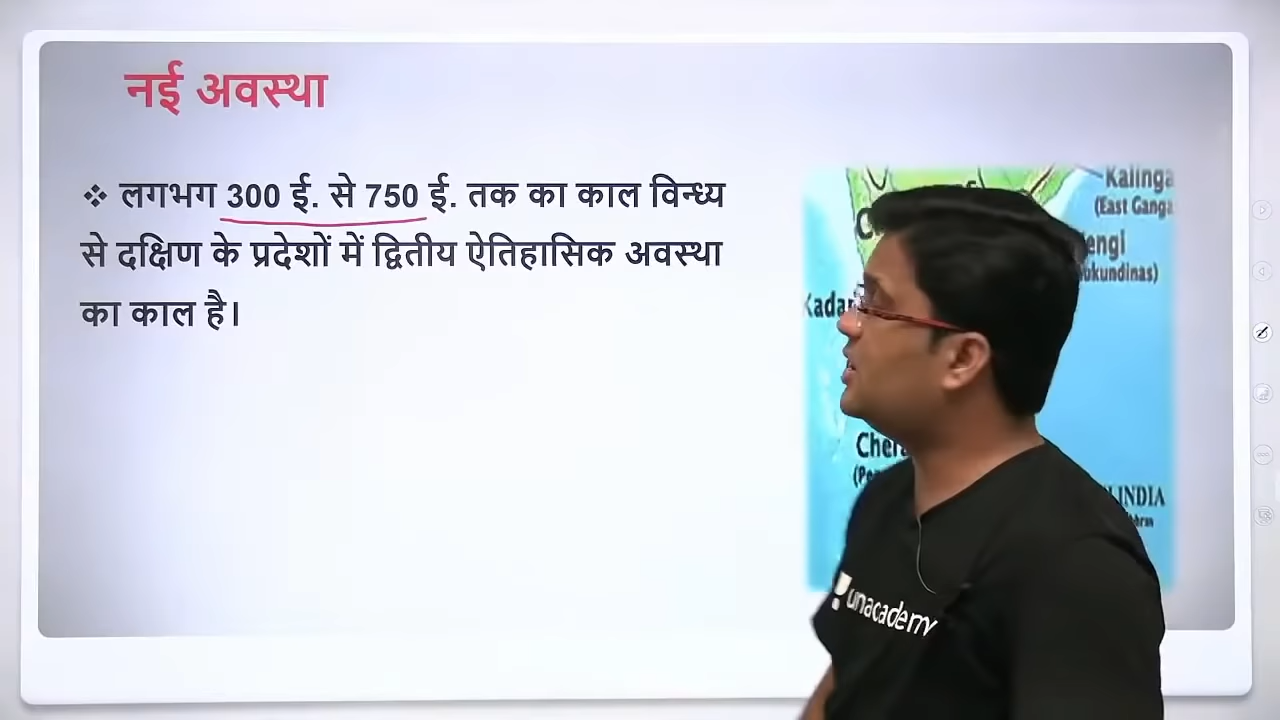 नई अवस्था
❖ लगभग 300 ई. से 750 ई. तक का काल विन्ध्य
से दक्षिण के प्रदेशों में द्वितीय ऐतिहासिक अवस्था
का काल है।
Kalinga
(East Ganga
INDIA
unacademy